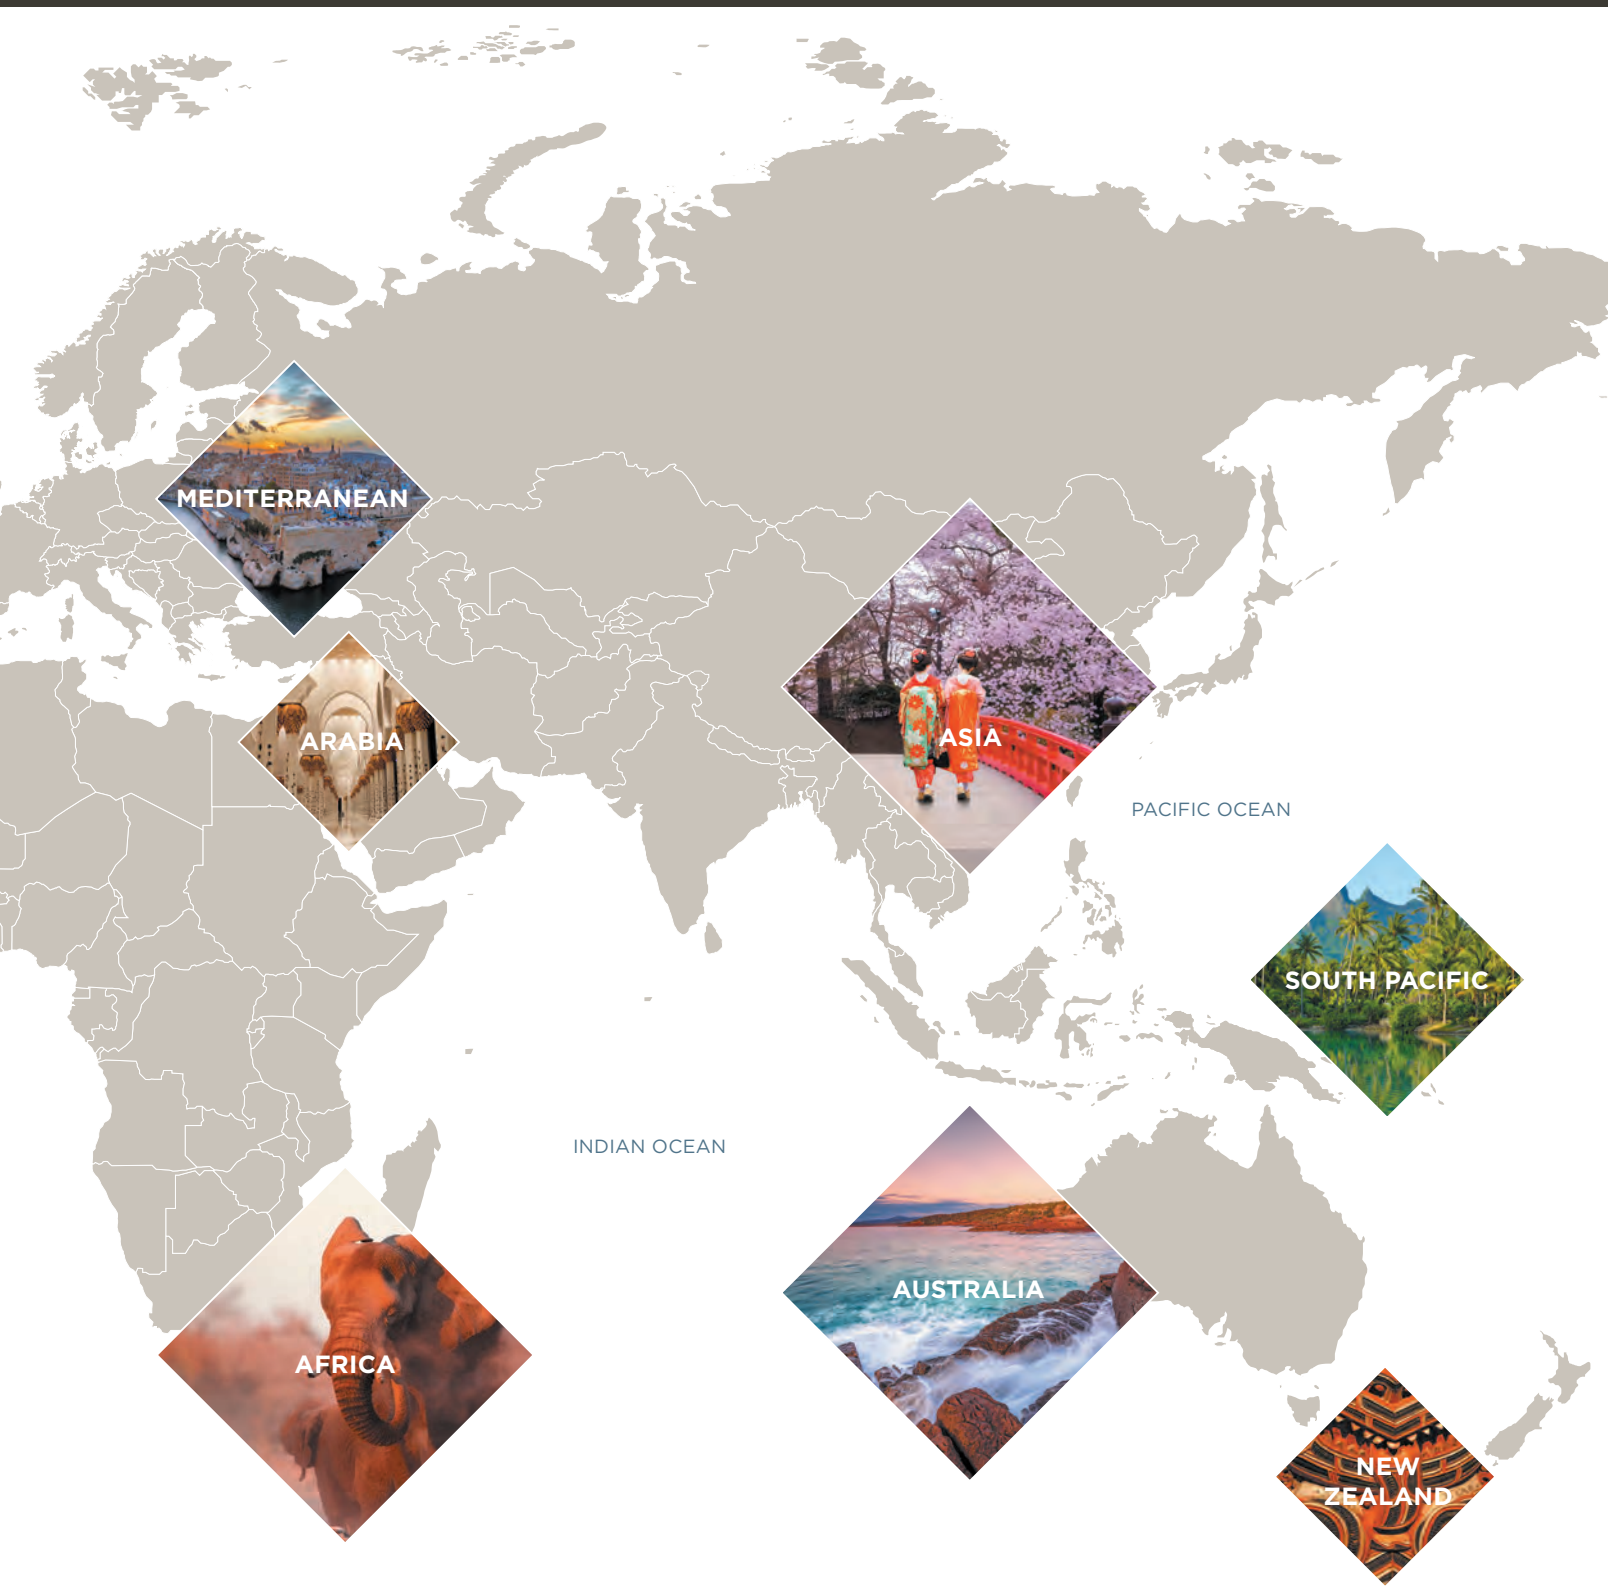 MEDITERRANEAN
ARABIA
ASIA
PACIFIC OCEAN
SOUTH PACIFIC
INDIAN OCEAN
AUSTRALIA
AFRICA
NEW
ZEALAND